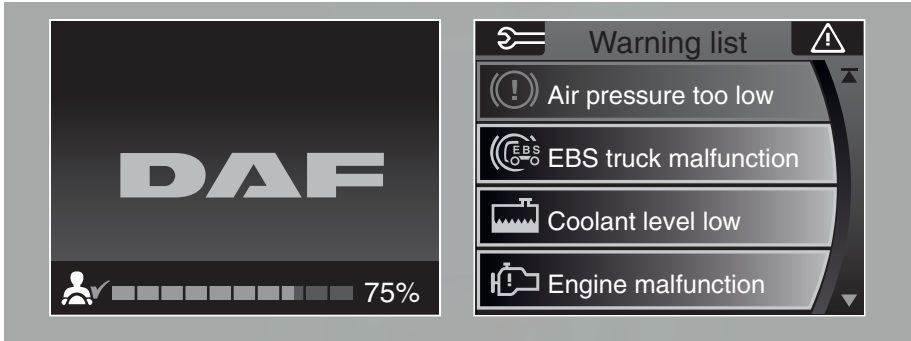 DAF
75%
Warning list
Air pressure too low
EBS EBS truck malfunction
Coolant level low
Engine malfunction